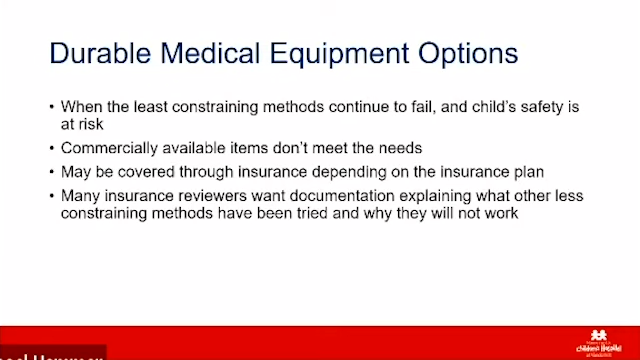 Durable Medical Equipment Options
• When the least constraining methods continue to fail, and child's safety is
at risk
• Commercially available items don't meet the needs
• May be covered through insurance depending on the insurance plan
• Many insurance reviewers want documentation explaining what other less
constraining methods have been tried and why they will not work